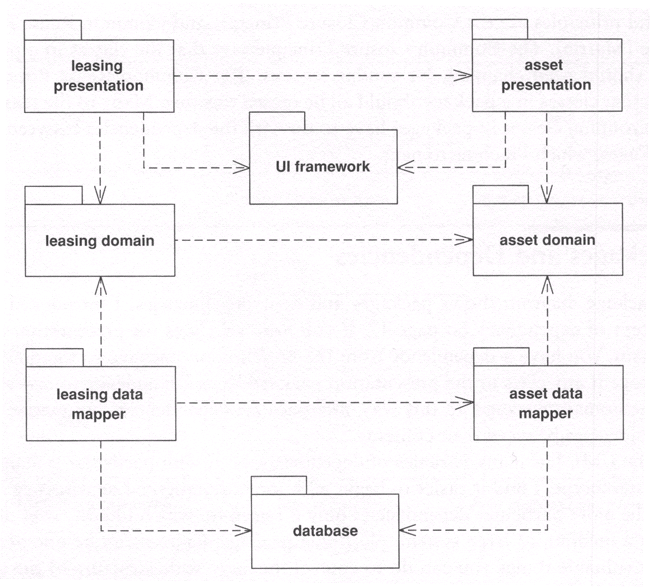 leasing
presentation
asset
presentation
UI framework
leasing domain
asset domain
leasing data
mapper
asset data
mapper
database